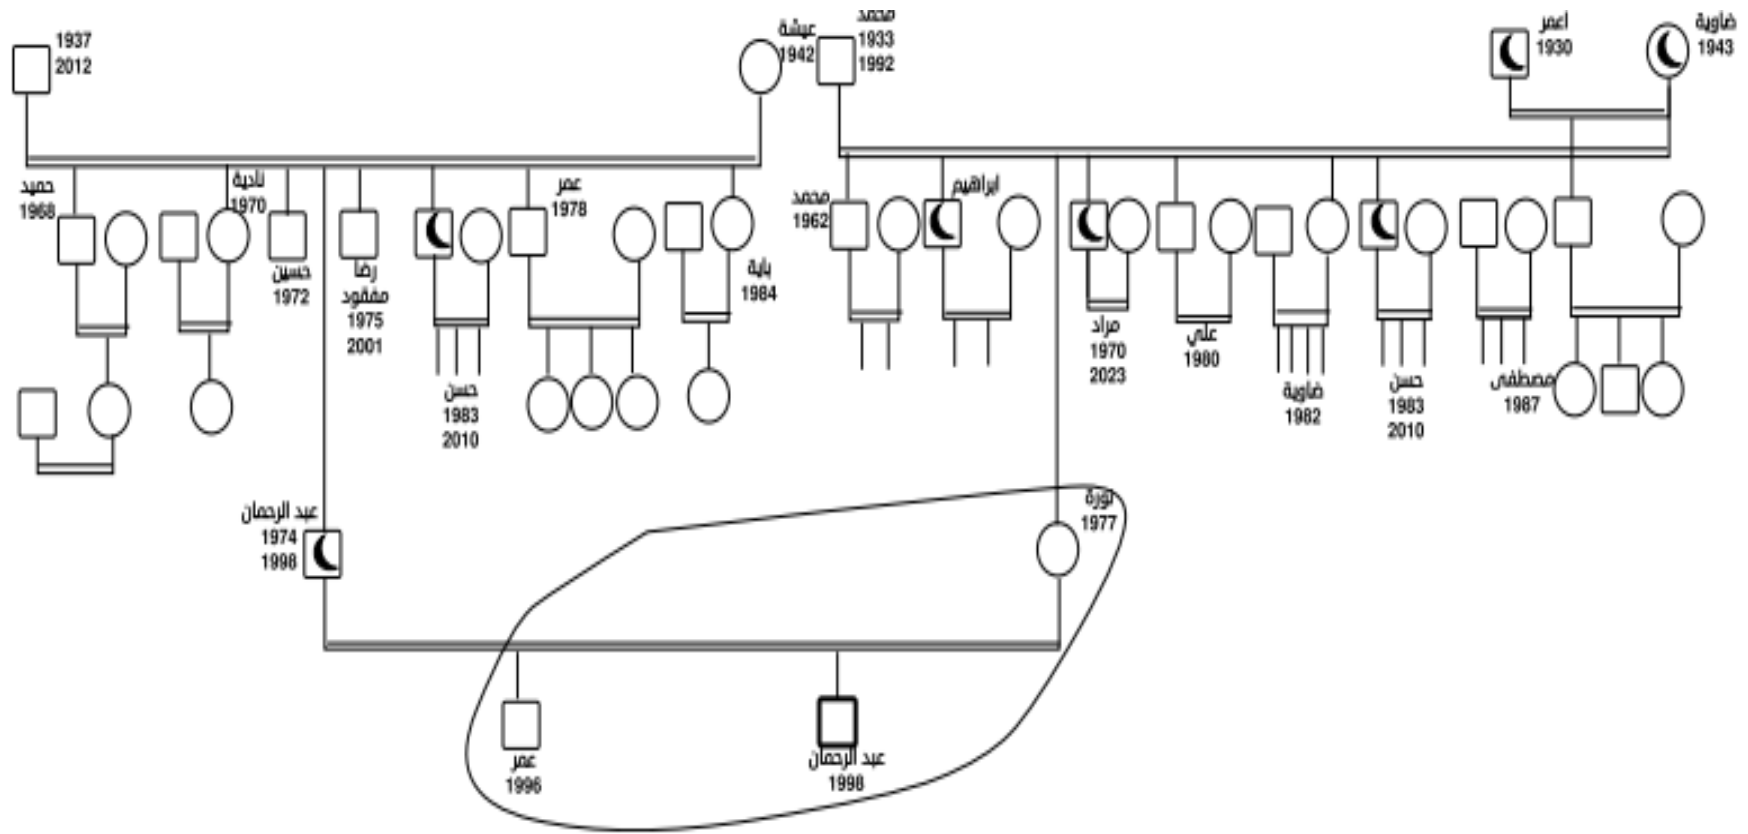 1937
2012
عيشة
1942
محمد
1933
1992
اعمر
1930
ضاوية
1943
حميد
1968
نادية
1970
حسين
1972
رضا
مفقود
1975
2001
حسن
1983
2010
عمر
1978
باية
1984
محمد
1962
ابراهيم
مراد
1970
2023
علي
1980
ضاوية
1982
حسن
1983
2010
مصطفى
1987
عبد الرحمان
1974
1998
نورة
1977
عمر
1996
عبد الرحمان
1998